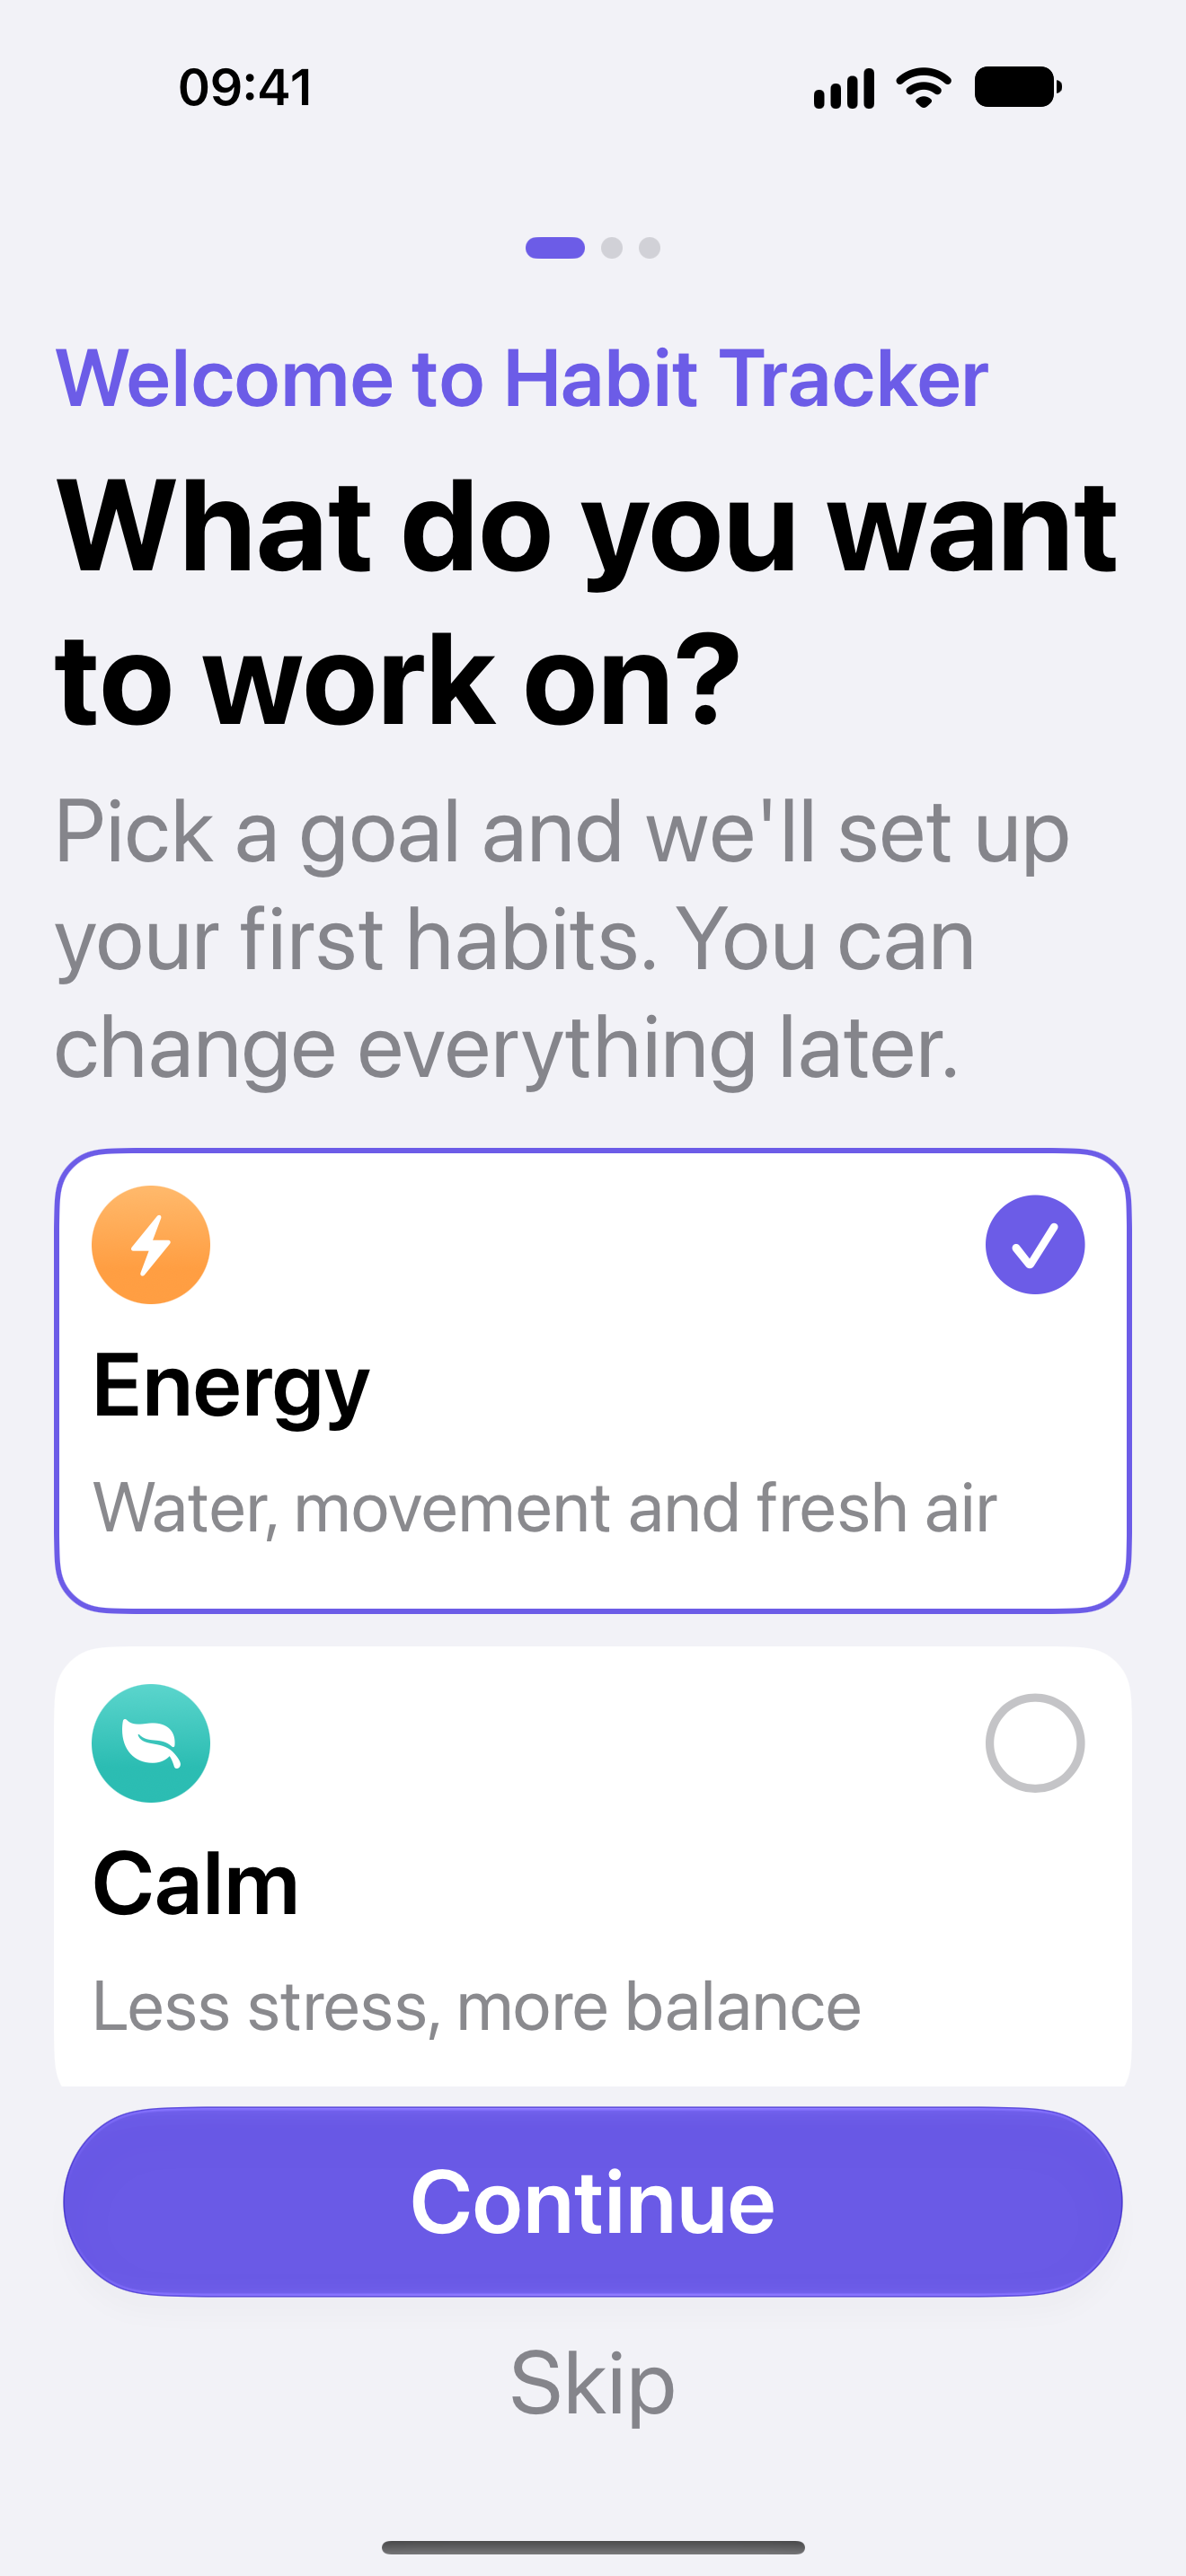 09:41
Welcome to Habit Tracker
What do you want
to work on?
Pick a goal and we'll set up
your first habits. You can
change everything later.
Energy
Water, movement and fresh air
Calm
Less stress, more balance
Continue
Skip